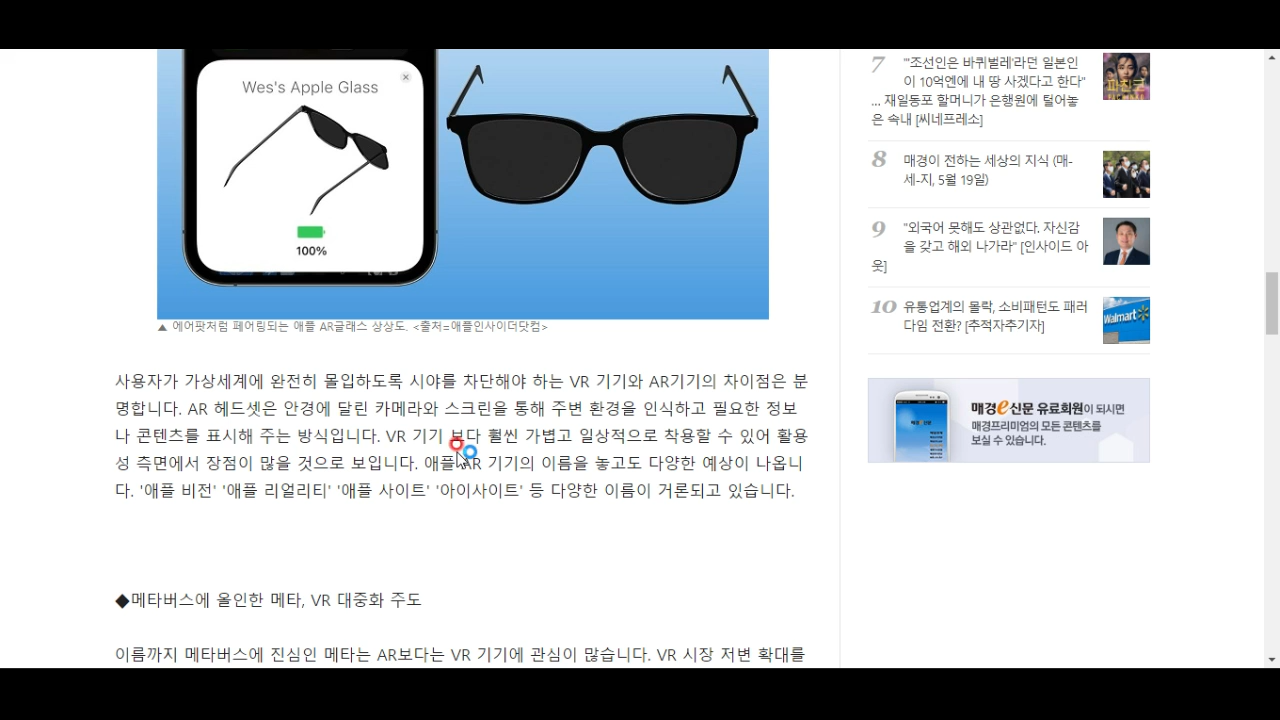 Wes's Apple Glass
100%
▲ 에어팟처럼 페어링되는 애플 AR글래스 상상도. <출처=애플인사이더닷컴>
사용자가 가상세계에 완전히 몰입하도록 시야를 차단해야 하는 VR 기기와 AR기기의 차이점은 분
명합니다. AR 헤드셋은 안경에 달린 카메라와 스크린을 통해 주변 환경을 인식하고 필요한 정보
나 콘텐츠를 표시해 주는 방식입니다. VR 기기 보다 훨씬 가볍고 일상적으로 착용할 수 있어 활용
성 측면에서 장점이 많을 것으로 보입니다. 애플 AR 기기의 이름을 놓고도 다양한 예상이 나옵니
다. '애플 비전' '애플 리얼리티' '애플 사이트' '아이사이트' 등 다양한 이름이 거론되고 있습니다.
◆메타버스에 올인한 메타, VR 대중화 주도
이름까지 메타버스에 진심인 메타는 AR보다는 VR 기기에 관심이 많습니다. VR 시장 저변 확대를
7 "'조선인은 바퀴벌레'라던 일본인
이 10억엔에 내 땅 사겠다고 한다"
... 재일동포 할머니가 은행원에 털어놓
은 속내 [씨네프레소]
파친코
8 매경이 전하는 세상의 지식 (매-
세-지, 5월 19일)
9 "외국어 못해도 상관없다. 자신감
을 갖고 해외 나가라" [인사이드 아
웃]
10 유통업계의 몰락, 소비패턴도 패러
다임 전환? [추적자추기자]
Walmart
매경e신문 유료회원이 되시면
매경프리미엄의 모든 콘텐츠를
보실 수 있습니다.